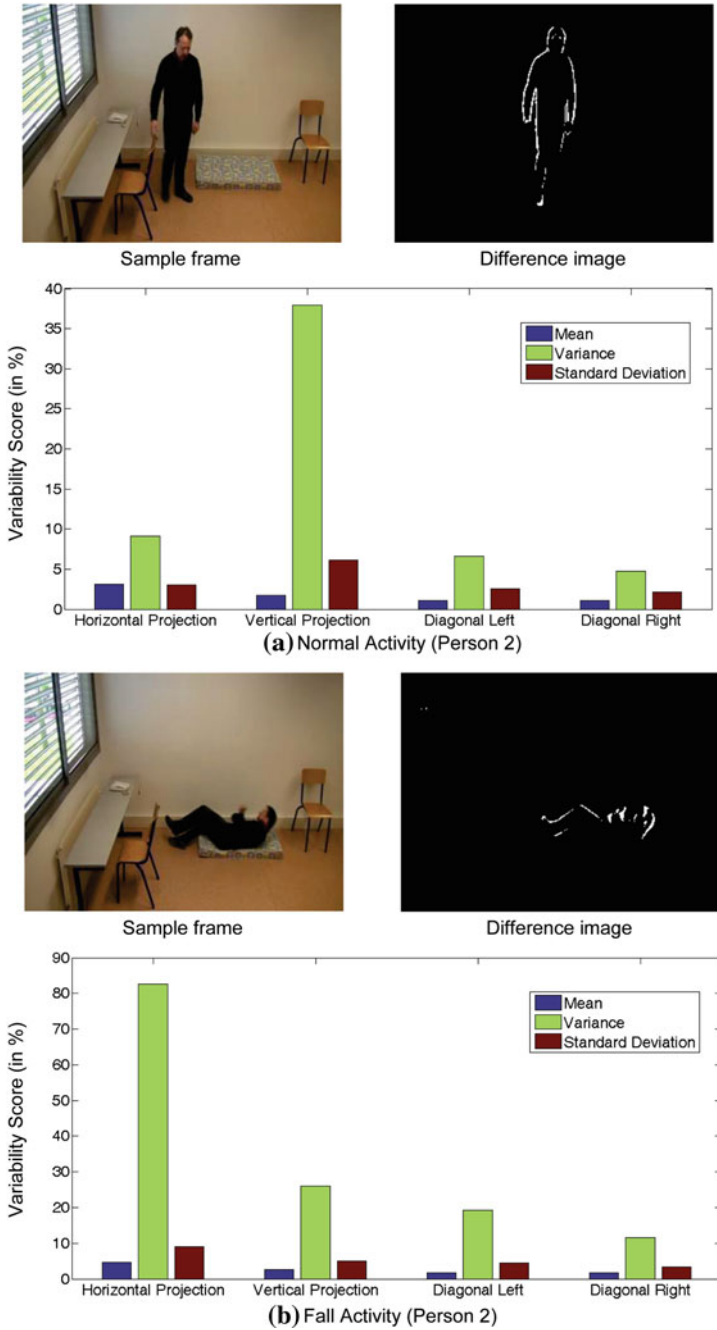 Sample frame
Difference image
40
35
30
25
20
15
10
5
0
Variability Score (in %)
Mean
Variance
Standard Deviation
Horizontal Projection
Vertical Projection
Diagonal Left
Diagonal Right
(a) Normal Activity (Person 2)
Sample frame
Difference image
90
80
70
60
50
40
30
20
10
0
Variability Score (in %)
Mean
Variance
Standard Deviation
Horizontal Projection
Vertical Projection
Diagonal Left
Diagonal Right
(b) Fall Activity (Person 2)